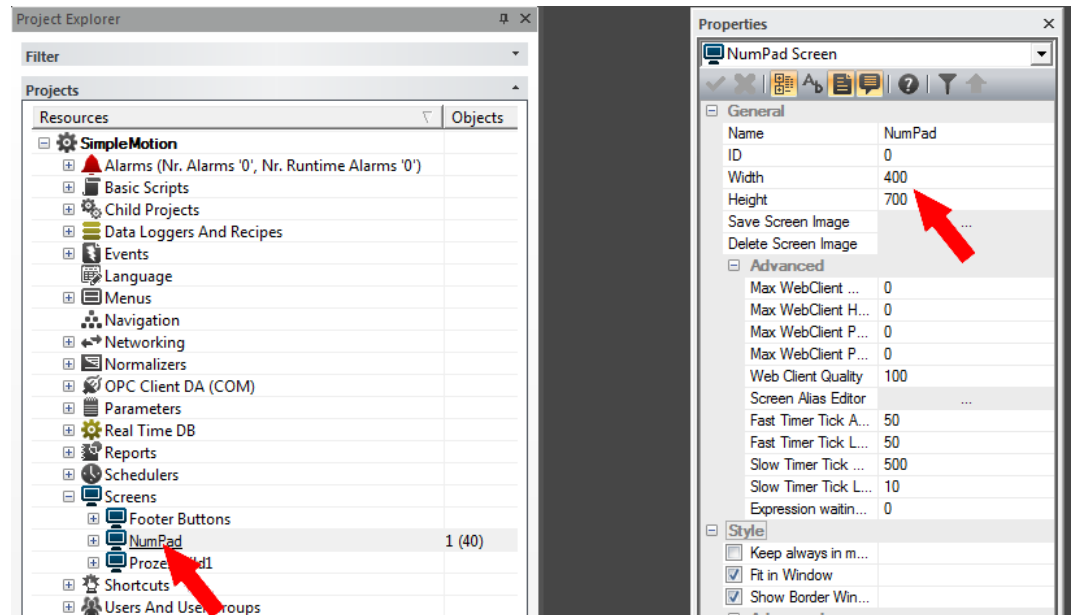 Project Explorer
Filter
Projects
Resources Objects
SimpleMotion
Alarms (Nr. Alarms '0', Nr. Runtime Alarms '0')
Basic Scripts
Child Projects
Data Loggers And Recipes
Events
Language
Menus
Navigation
Networking
Normalizers
OPC Client DA (COM)
Parameters
Real Time DB
Reports
Schedulers
Screens
Footer Buttons
NumPad 1 (40)
Shortcuts
Users And User Groups
Properties
NumPad Screen
General
Name NumPad
ID 0
Width 400
Height 700
Save Screen Image ...
Delete Screen Image
Advanced
Max WebClient ... 0
Max WebClient H... 0
Max WebClient P... 0
Max WebClient P... 0
Web Client Quality 100
Screen Alias Editor ...
Fast Timer Tick A... 50
Fast Timer Tick L... 50
Slow Timer Tick ... 500
Slow Timer Tick L... 10
Expression waitin... 0
Style
Keep always in m...
Fit in Window
Show Border Win...